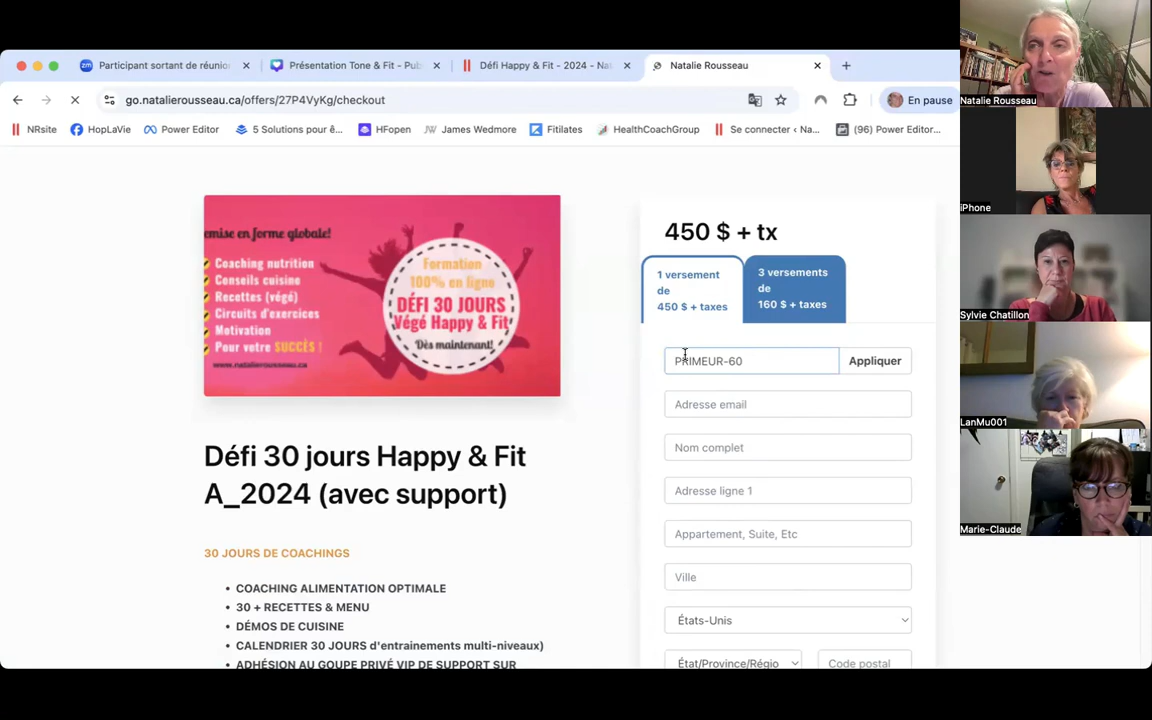 Participant sortant de réunio
Présentation Tone & Fit - Pub
Défi Happy & Fit - 2024 - Nat
Natalie Rousseau
go.natalierousseau.ca/offers/27P4VyKg/checkout
En pause
NRsite
HopLaVie
Power Editor
5 Solutions pour ê...
HFopen
James Wedmore
Fitilates
HealthCoachGroup
Se connecter ‹ Na...
(96) Power Editor...
emise en forme globale!
Coaching nutrition
Conseils cuisine
Recettes (végé)
Circuits d'exercices
Motivation
Pour votre SUCCÈS !
www.natalierousseau.ca
Formation
100% en ligne
DÉFI 30 JOURS
Végé Happy & Fit
Dès maintenant!
Défi 30 jours Happy & Fit
A_2024 (avec support)
30 JOURS DE COACHINGS
• COACHING ALIMENTATION OPTIMALE
• 30 + RECETTES & MENU
• DÉMOS DE CUISINE
• CALENDRIER 30 JOURS d'entrainements multi-niveaux)
• ADHÉSION AU GOUPE PRIVÉ VIP DE SUPPORT SUR
450 $ + tx
1 versement
de
450 $ + taxes
3 versements
de
160 $ + taxes
PRIMEUR-60
Appliquer
Adresse email
Nom complet
Adresse ligne 1
Appartement, Suite, Etc
Ville
États-Unis
État/Province/Régio
Code postal
Natalie Rousseau
iPhone
Sylvie Chatillon
LanMu001
Marie-Claude